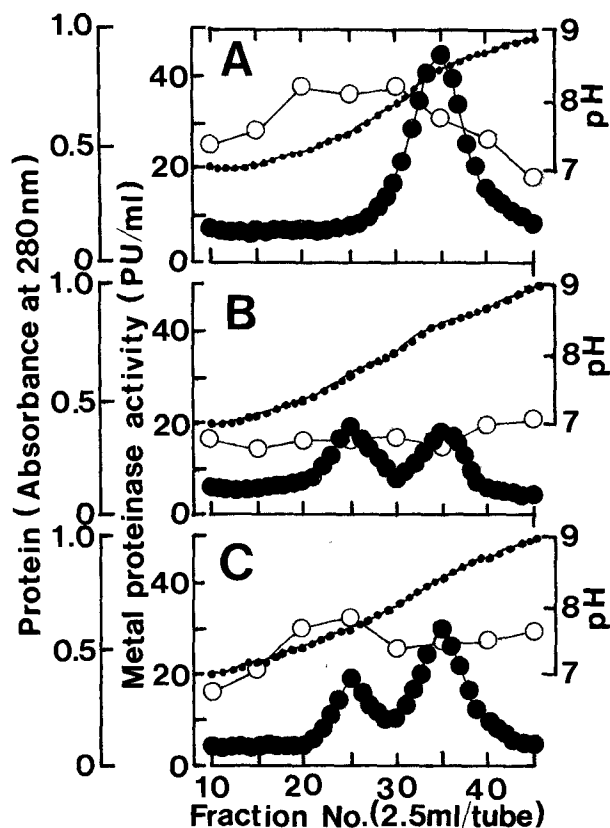 Protein (Absorbance at 280nm)
Metal proteinase activity (PU/ml)
1.0
0.5
0
40
20
0
A
9
8
7
pH
1.0
0.5
0
40
20
0
B
9
8
7
pH
1.0
0.5
0
40
20
0
C
9
8
7
pH
10 20 30 40
Fraction No.(2.5ml/tube)